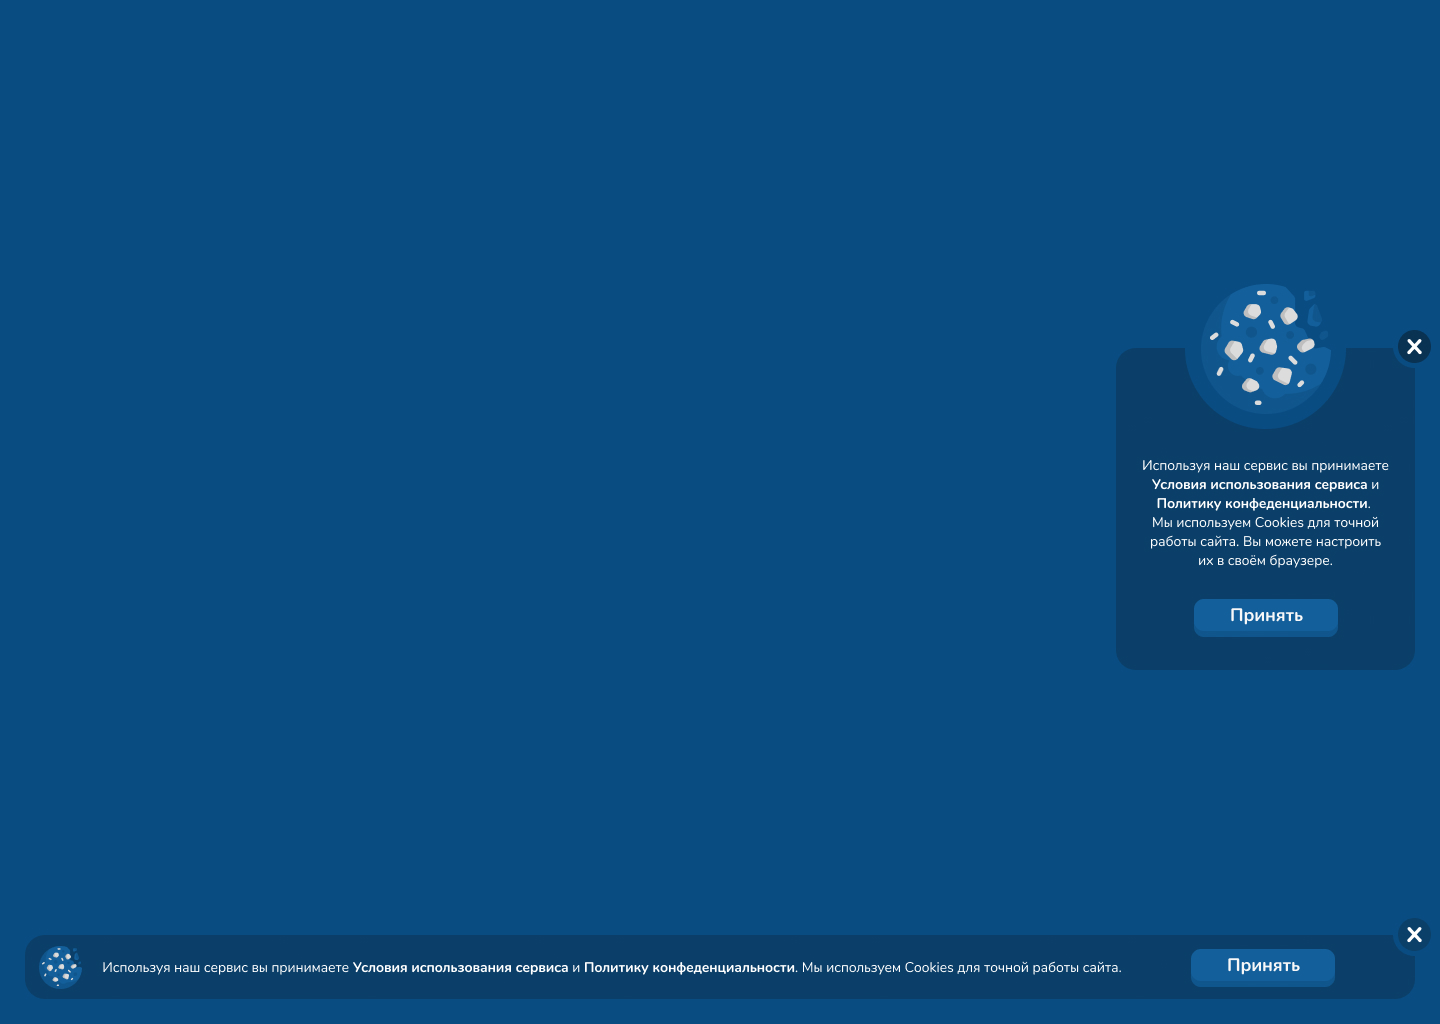 Используя наш сервис вы принимаете
Условия использования сервиса и
Политику конфеденциальности.
Мы используем Cookies для точной
работы сайта. Вы можете настроить
их в своём браузере.
Принять
Используя наш сервис вы принимаете Условия использования сервиса и Политику конфеденциальности. Мы используем Cookies для точной работы сайта.
Принять